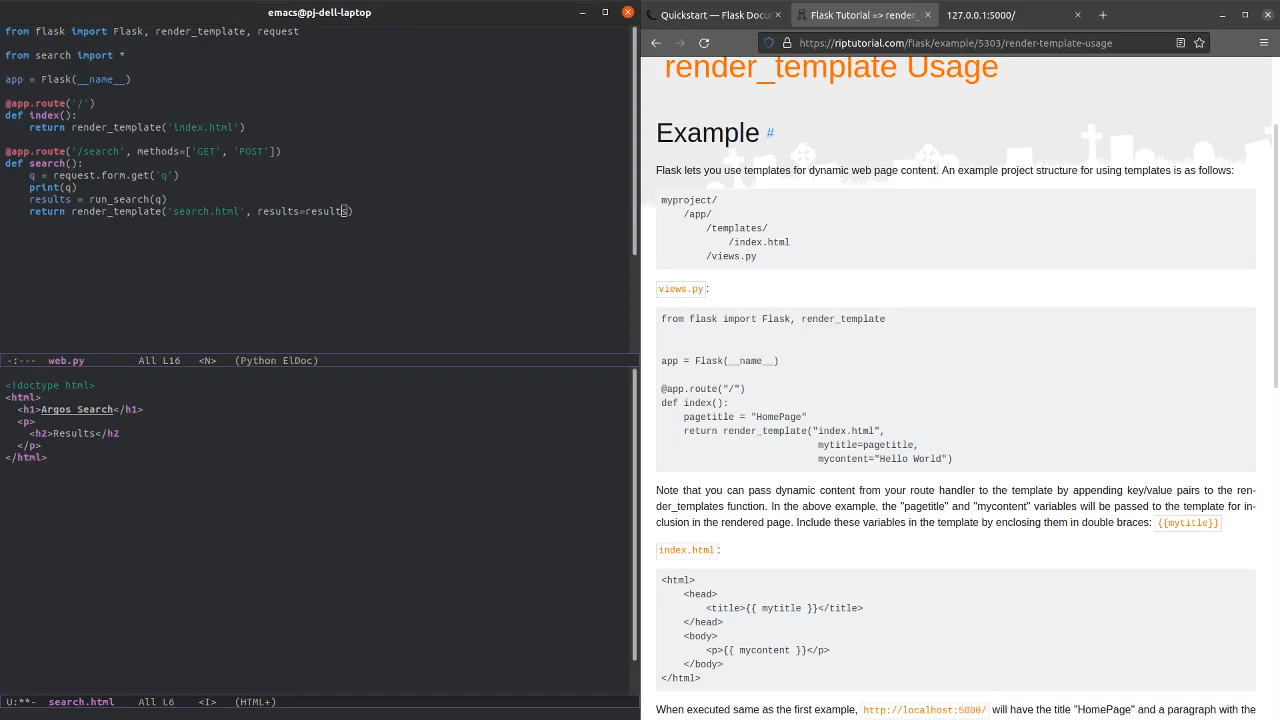 emacs@pj-dell-laptop
from flask import Flask, render_template, request
from search import *
app = Flask(__name__)
@app.route('/')
def index():
    return render_template('index.html')
@app.route('/search', methods=['GET', 'POST'])
def search():
    q = request.form.get('q')
    print(q)
    results = run_search(q)
    return render_template('search.html', results=results)
-:--- web.py All L16 <N> (Python ElDoc)
<!doctype html>
<html>
  <h1>Argos Search</h1>
  <p>
    <h2>Results</h2
  </p>
</html>
U:**- search.html All L6 <I> (HTML+)
Quickstart — Flask Docu
Flask Tutorial => render_
127.0.0.1:5000/
https://riptutorial.com/flask/example/5303/render-template-usage
render_template Usage
Example #
Flask lets you use templates for dynamic web page content. An example project structure for using templates is as follows:
myproject/
    /app/
        /templates/
            /index.html
        /views.py
views.py:
from flask import Flask, render_template
app = Flask(__name__)
@app.route("/")
def index():
    pagetitle = "HomePage"
    return render_template("index.html",
                            mytitle=pagetitle,
                            mycontent="Hello World")
Note that you can pass dynamic content from your route handler to the template by appending key/value pairs to the ren-
der_templates function. In the above example, the "pagetitle" and "mycontent" variables will be passed to the template for in-
clusion in the rendered page. Include these variables in the template by enclosing them in double braces: {{mytitle}}
index.html:
<html>
    <head>
        <title>{{ mytitle }}</title>
    </head>
    <body>
        <p>{{ mycontent }}</p>
    </body>
</html>
When executed same as the first example, http://localhost:5000/ will have the title "HomePage" and a paragraph with the